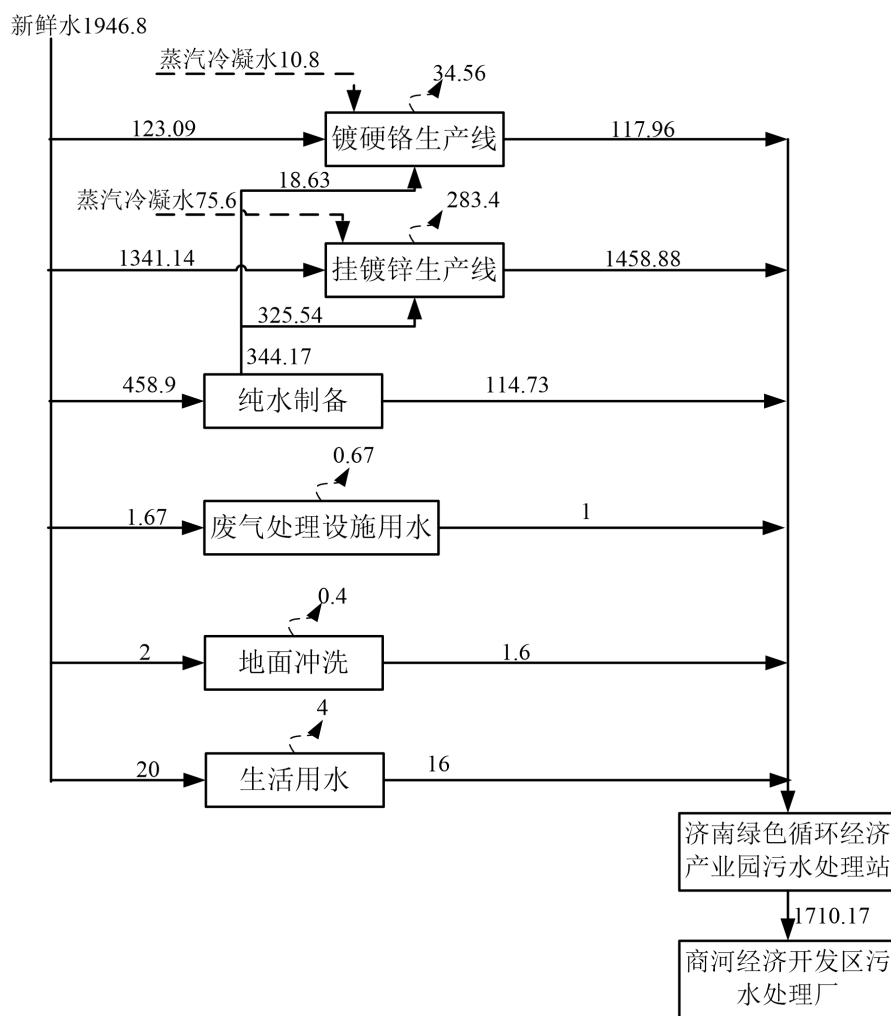 新鲜水1946.8
蒸汽冷凝水10.8
34.56
123.09
镀硬铬生产线
117.96
18.63
蒸汽冷凝水75.6
283.4
1341.14
挂镀锌生产线
1458.88
325.54
344.17
458.9
纯水制备
114.73
0.67
1.67
废气处理设施用水
1
0.4
2
地面冲洗
1.6
4
20
生活用水
16
济南绿色循环经济
产业园污水处理站
1710.17
商河经济开发区污
水处理厂